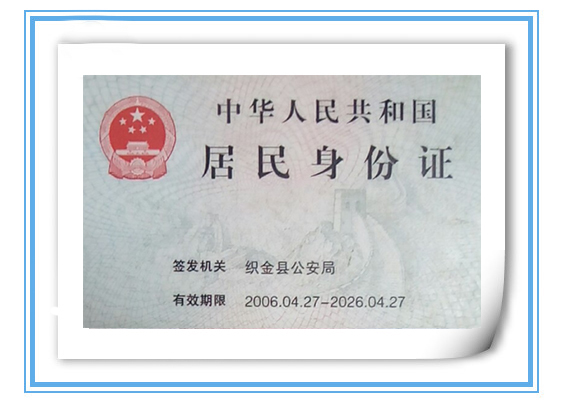 中华人民共和国
居民身份证
签发机关 织金县公安局
有效期限 2006.04.27-2026.04.27